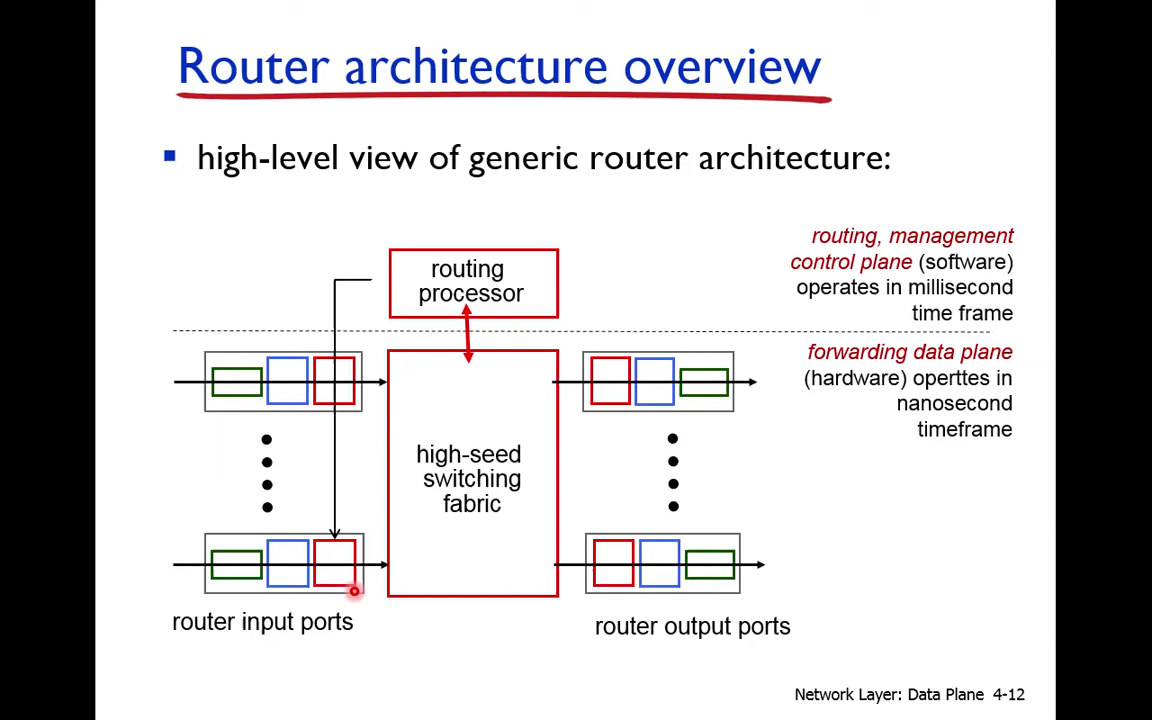 Router architecture overview
high-level view of generic router architecture:
routing, management
control plane (software)
operates in millisecond
time frame
routing
processor
forwarding data plane
(hardware) operttes in
nanosecond
timeframe
high-seed
switching
fabric
router input ports
router output ports
Network Layer: Data Plane 4-12